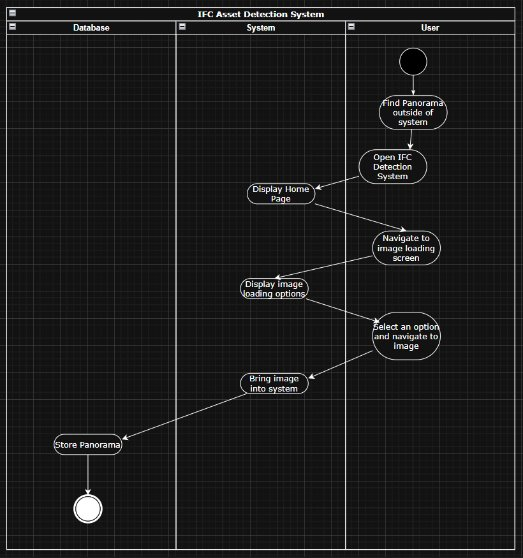 IFC Asset Detection System
Database
System
User
Find Panorama
outside of
system
Open IFC
Detection
System
Display Home
Page
Navigate to
image loading
screen
Display image
loading options
Select an option
and navigate to
image
Bring image
into system
Store Panorama